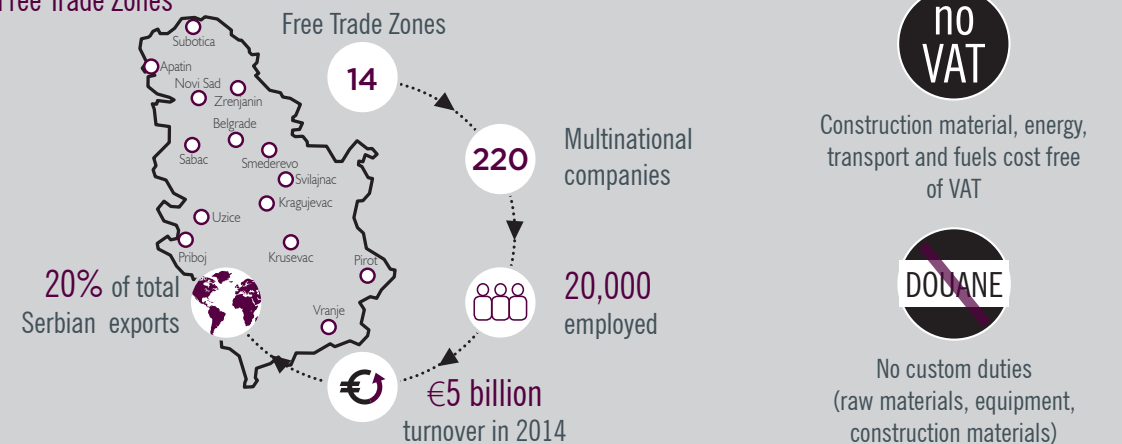 Free Trade Zones
Subotica
Apatin
Novi Sad
Zrenjanin
Belgrade
Sabac
Smederevo
Svilajnac
Kragujevac
Uzice
Priboj
Krusevac
Pirot
Vranje
Free Trade Zones
14
220
Multinational
companies
20,000
employed
€5 billion
turnover in 2014
€
20% of total
Serbian exports
no
VAT
Construction material, energy,
transport and fuels cost free
of VAT
DOUANE
No custom duties
(raw materials, equipment,
construction materials)